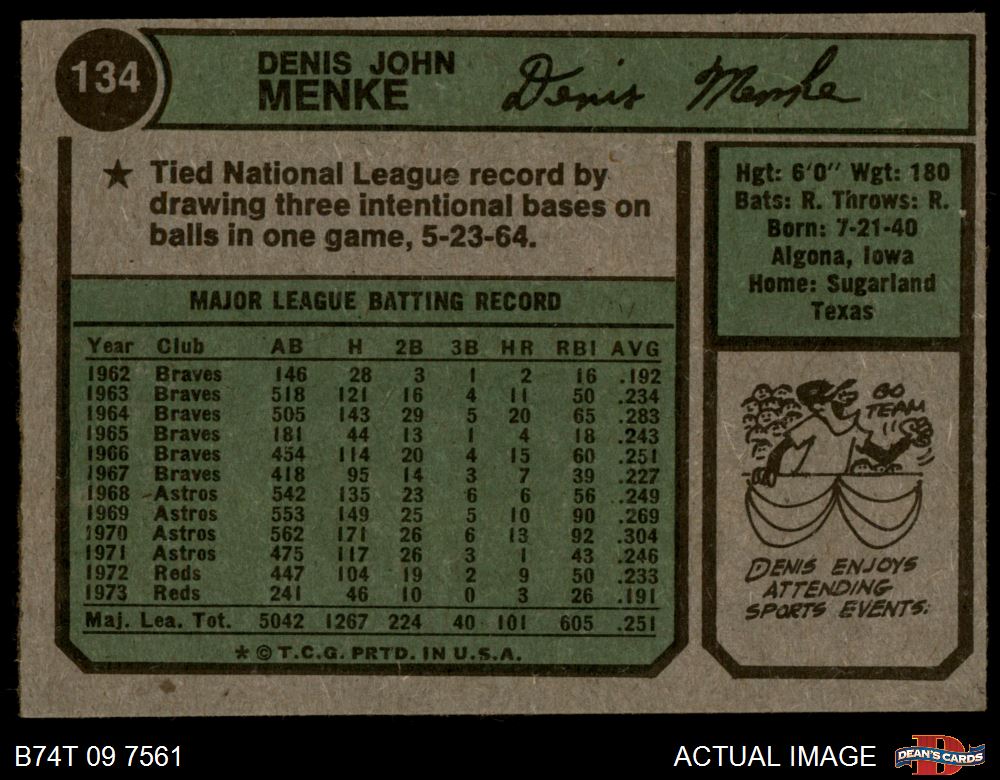 134
DENIS JOHN
MENKE
Denis Menke
★ Tied National League record by
drawing three intentional bases on
balls in one game, 5-23-64.
MAJOR LEAGUE BATTING RECORD
Year Club AB H 2B 3B HR RBI AVG
1962 Braves 146 28 3 1 2 16 .192
1963 Braves 518 121 16 4 11 50 .234
1964 Braves 505 143 29 5 20 65 .283
1965 Braves 181 44 13 1 4 18 .243
1966 Braves 454 114 20 4 15 60 .251
1967 Braves 418 95 14 3 7 39 .227
1968 Astros 542 135 23 6 6 56 .249
1969 Astros 553 149 25 5 10 90 .269
1970 Astros 562 171 26 6 13 92 .304
1971 Astros 475 117 26 3 1 43 .246
1972 Reds 447 104 19 2 9 50 .233
1973 Reds 241 46 10 0 3 26 .191
Maj. Lea. Tot. 5042 1267 224 40 101 605 .251
* © T.C.G. PRTD. IN U.S.A.
Hgt: 6'0" Wgt: 180
Bats: R. Throws: R.
Born: 7-21-40
Algona, Iowa
Home: Sugarland
Texas
GO
TEAM
DENIS ENJOYS
ATTENDING
SPORTS EVENTS.
B74T 09 7561
ACTUAL IMAGE
DEAN'S CARDS